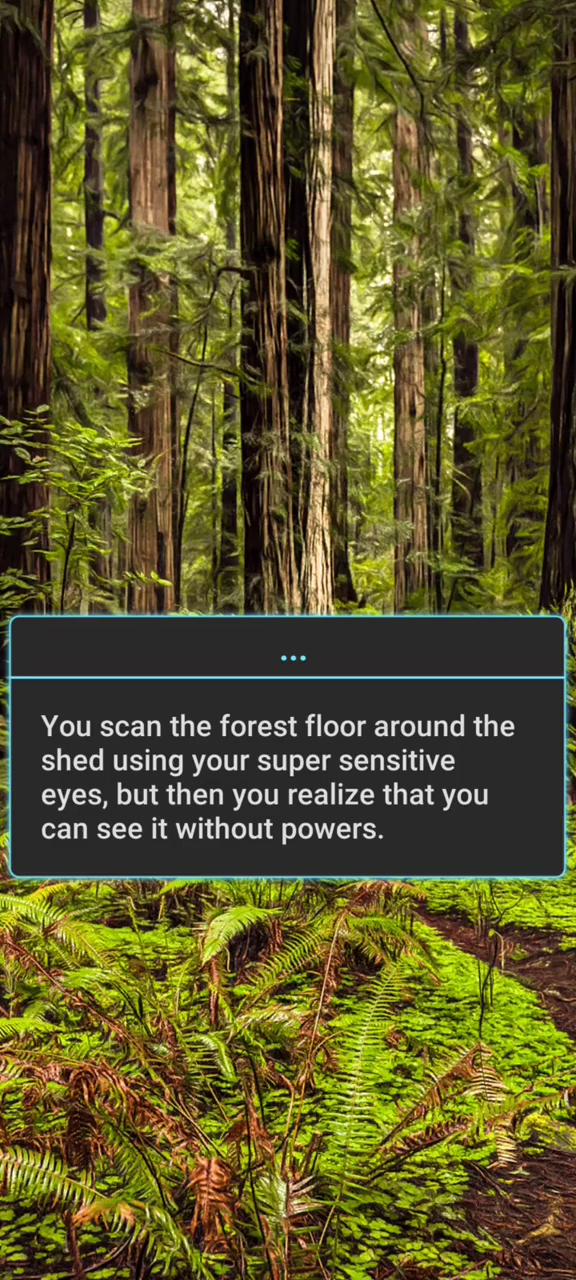 ...
You scan the forest floor around the
shed using your super sensitive
eyes, but then you realize that you
can see it without powers.